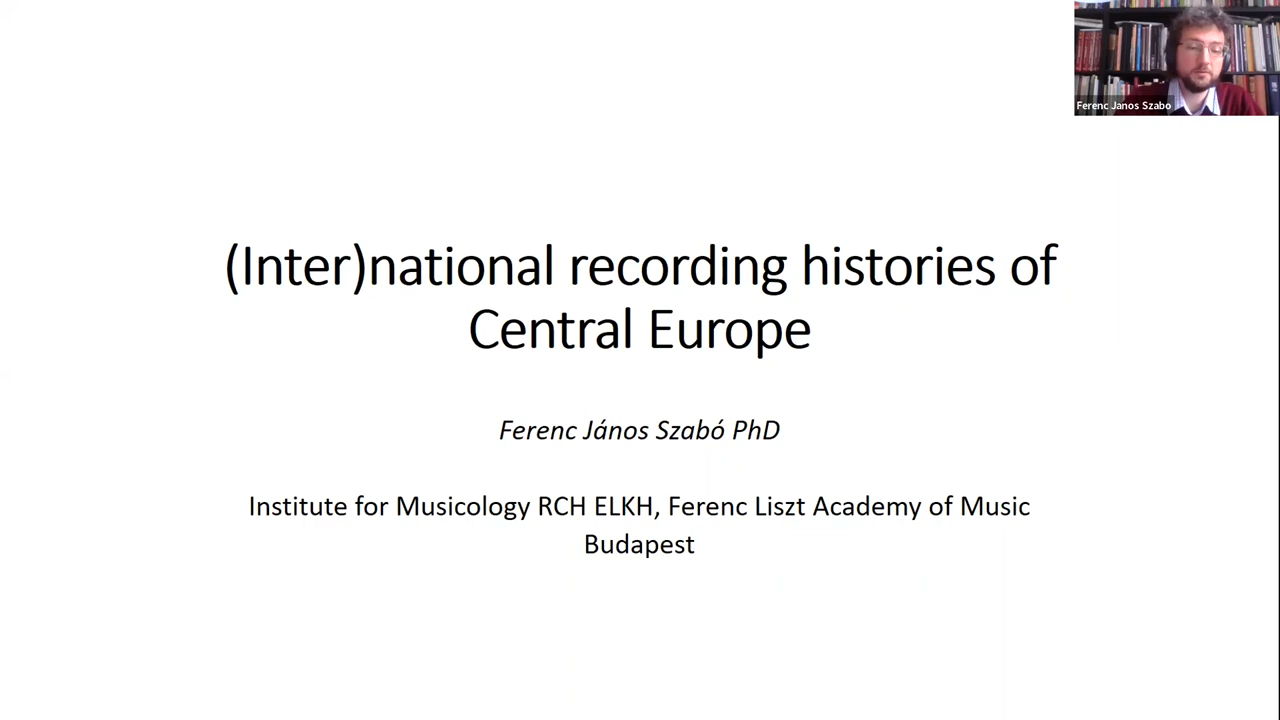 Ferenc Janos Szabo
(Inter)national recording histories of
Central Europe
Ferenc János Szabó PhD
Institute for Musicology RCH ELKH, Ferenc Liszt Academy of Music
Budapest